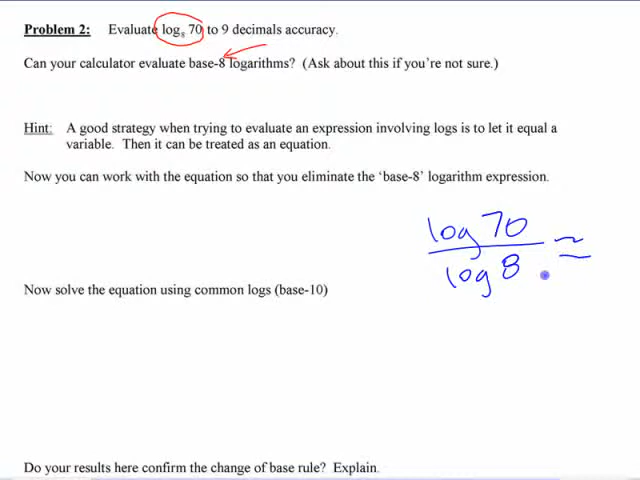 Problem 2: Evaluate log₈ 70 to 9 decimals accuracy.
Can your calculator evaluate base-8 logarithms? (Ask about this if you're not sure.)
Hint: A good strategy when trying to evaluate an expression involving logs is to let it equal a
variable. Then it can be treated as an equation.
Now you can work with the equation so that you eliminate the 'base-8' logarithm expression.
log 70
≈
log 8
Now solve the equation using common logs (base-10)
Do your results here confirm the change of base rule? Explain.